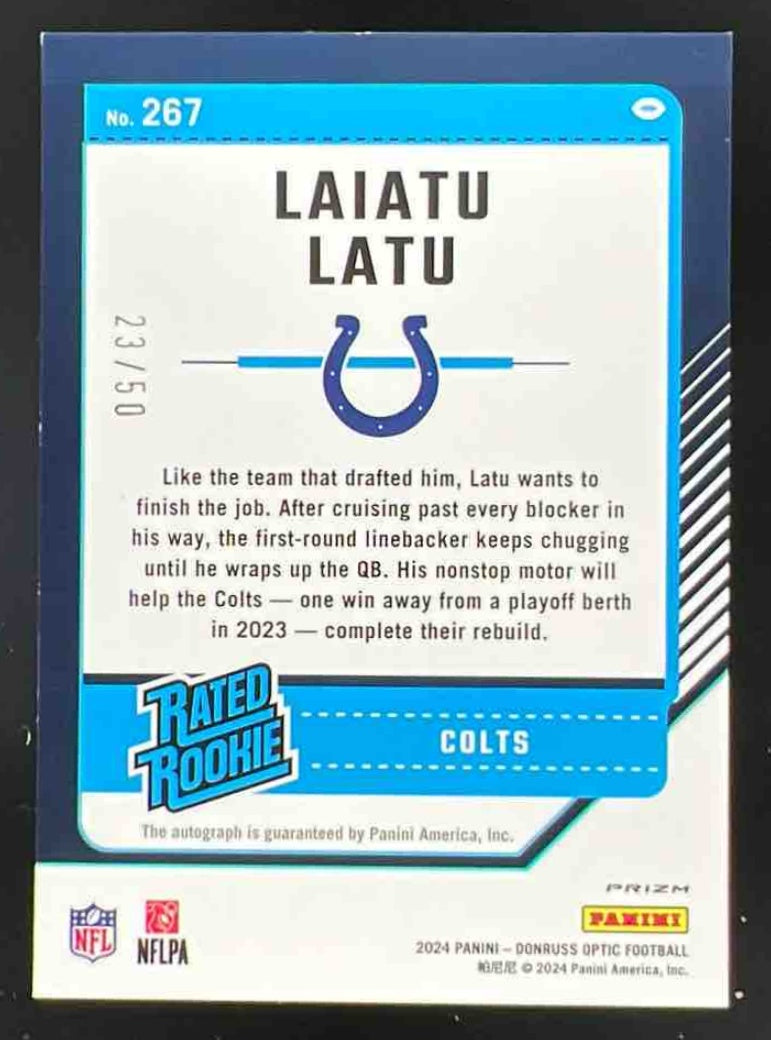 No. 267
LAIATU
LATU
23/50
Like the team that drafted him, Latu wants to
finish the job. After cruising past every blocker in
his way, the first-round linebacker keeps chugging
until he wraps up the QB. His nonstop motor will
help the Colts — one win away from a playoff berth
in 2023 — complete their rebuild.
RATED
ROOKIE
COLTS
The autograph is guaranteed by Panini America, Inc.
PRIZM
PANINI
NFL
NFLPA
2024 PANINI – DONRUSS OPTIC FOOTBALL
帕尼尼 © 2024 Panini America, Inc.